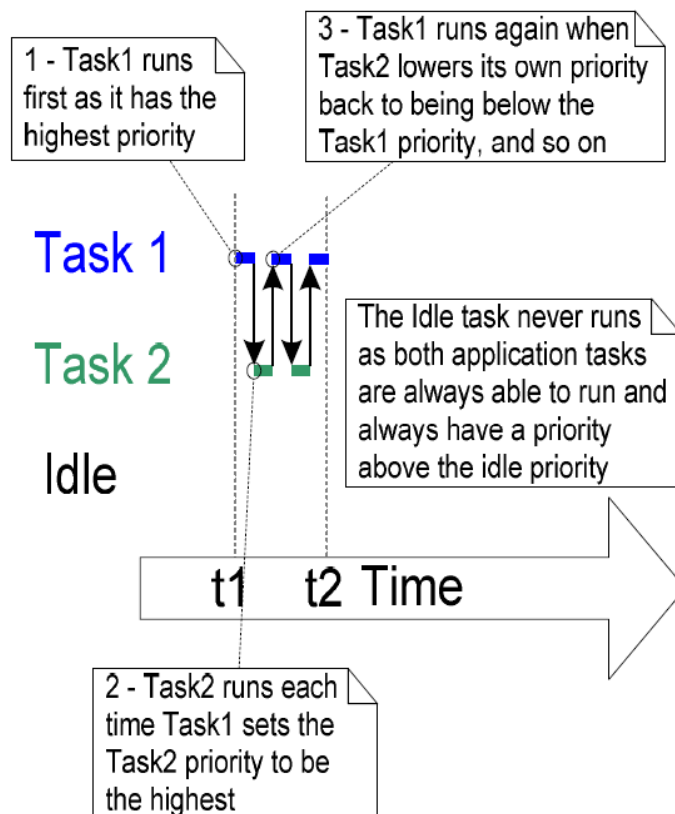 1 - Task1 runs
first as it has the
highest priority
3 - Task1 runs again when
Task2 lowers its own priority
back to being below the
Task1 priority, and so on
Task 1
Task 2
Idle
The Idle task never runs
as both application tasks
are always able to run and
always have a priority
above the idle priority
t1 t2 Time
2 - Task2 runs each
time Task1 sets the
Task2 priority to be
the highest